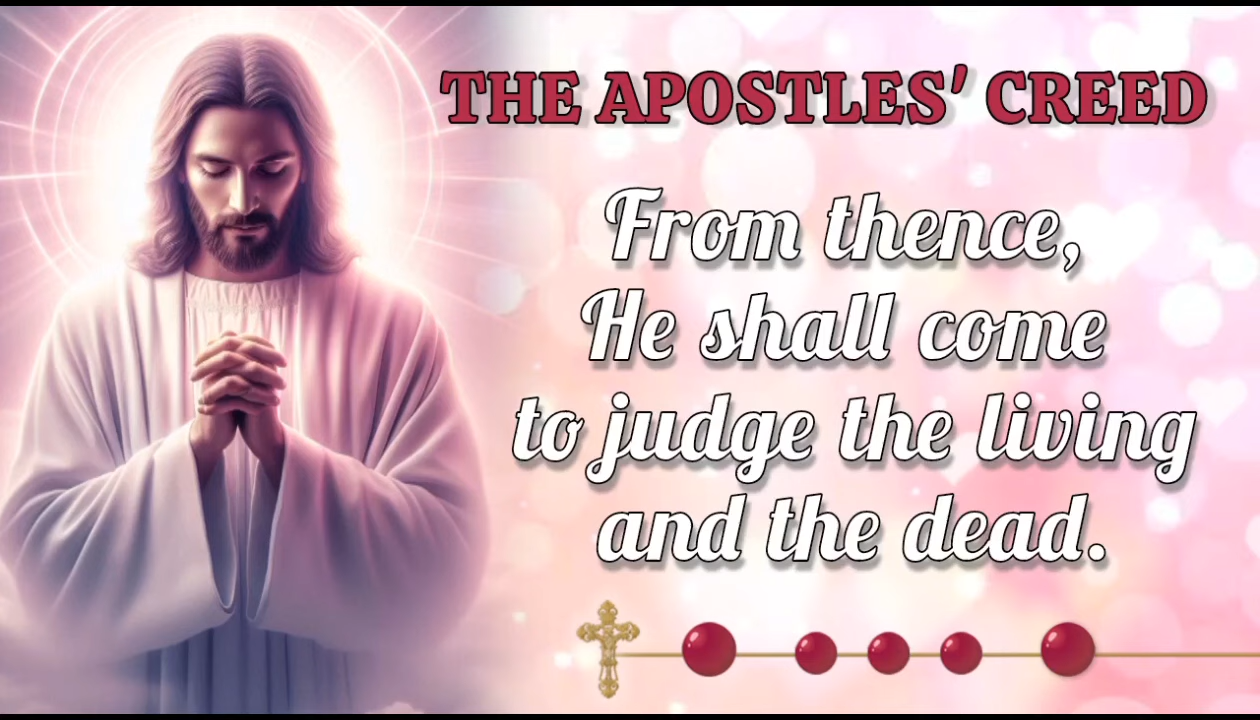 THE APOSTLES' CREED
From thence,
He shall come
to judge the living
and the dead.